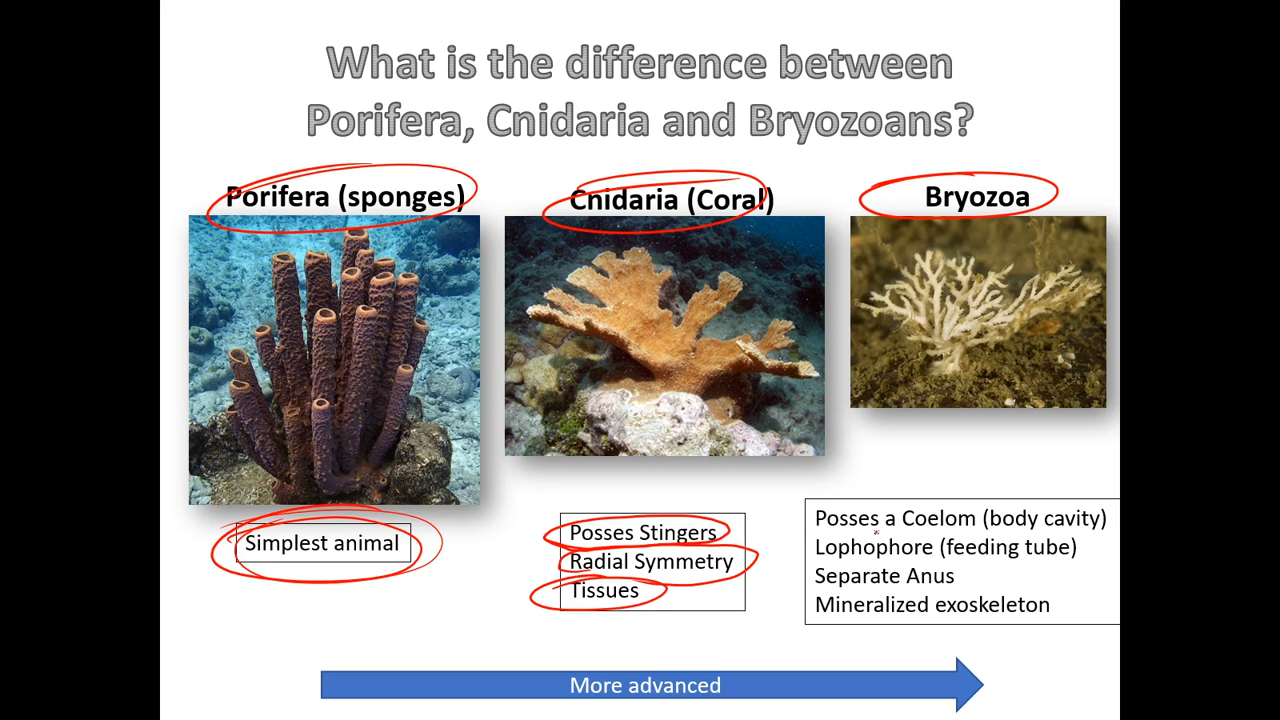 What is the difference between
Porifera, Cnidaria and Bryozoans?
Porifera (sponges)
Cnidaria (Coral)
Bryozoa
Simplest animal
Posses Stingers
Radial Symmetry
Tissues
Posses a Coelom (body cavity)
Lophophore (feeding tube)
Separate Anus
Mineralized exoskeleton
More advanced